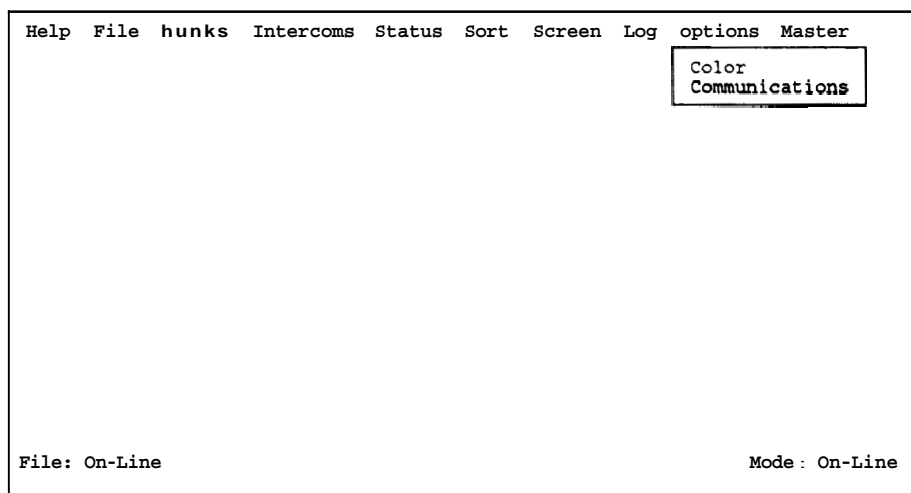 Help File hunks Intercoms Status Sort Screen Log options Master
Color
Communications
File: On-Line Mode : On-Line